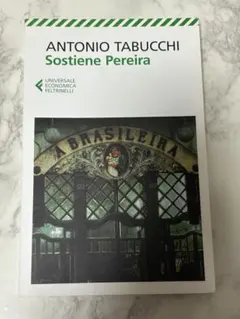 ANTONIO TABUCCHI
Sostiene Pereira
UNIVERSALE
ECONOMICA
FELTRINELLI
A BRASILEIRA